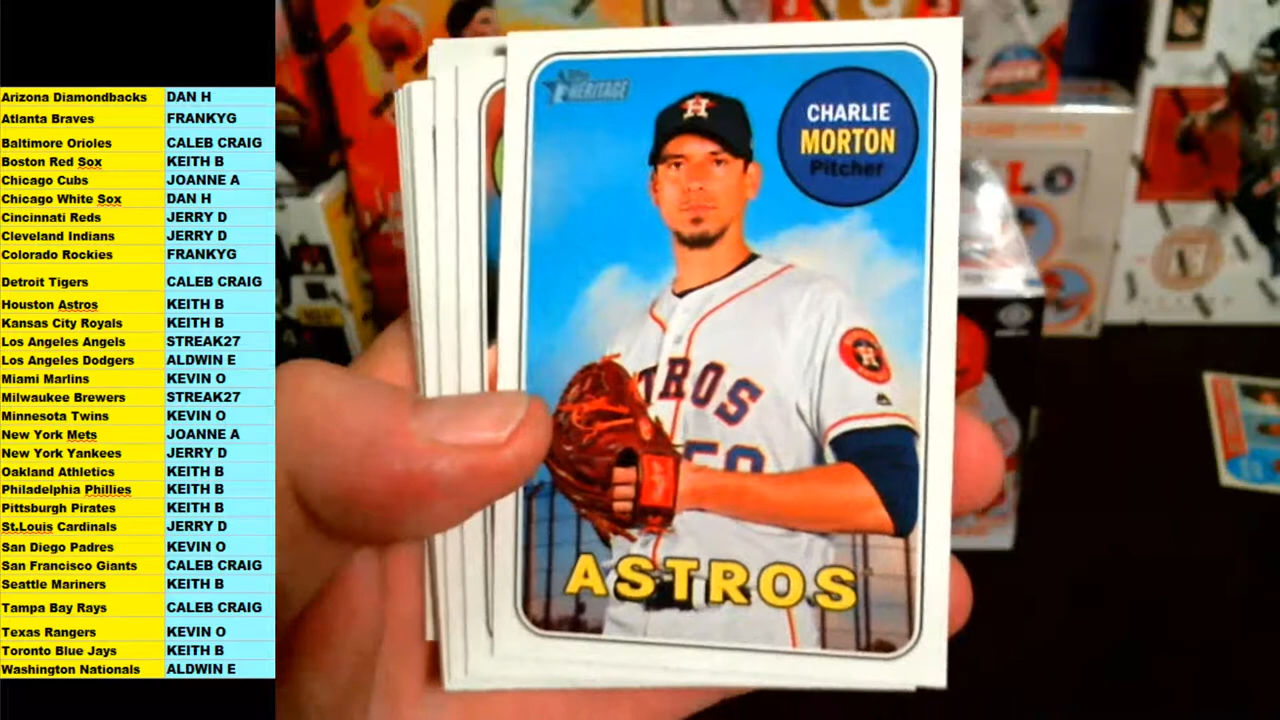 Arizona Diamondbacks DAN H
Atlanta Braves FRANKYG
Baltimore Orioles CALEB CRAIG
Boston Red Sox KEITH B
Chicago Cubs JOANNE A
Chicago White Sox DAN H
Cincinnati Reds JERRY D
Cleveland Indians JERRY D
Colorado Rockies FRANKYG
Detroit Tigers CALEB CRAIG
Houston Astros KEITH B
Kansas City Royals KEITH B
Los Angeles Angels STREAK27
Los Angeles Dodgers ALDWIN E
Miami Marlins KEVIN O
Milwaukee Brewers STREAK27
Minnesota Twins KEVIN O
New York Mets JOANNE A
New York Yankees JERRY D
Oakland Athletics KEITH B
Philadelphia Phillies KEITH B
Pittsburgh Pirates KEITH B
St.Louis Cardinals JERRY D
San Diego Padres KEVIN O
San Francisco Giants CALEB CRAIG
Seattle Mariners KEITH B
Tampa Bay Rays CALEB CRAIG
Texas Rangers KEVIN O
Toronto Blue Jays KEITH B
Washington Nationals ALDWIN E
Topps
HERITAGE
CHARLIE
MORTON
Pitcher
H
TROS
50
ASTROS